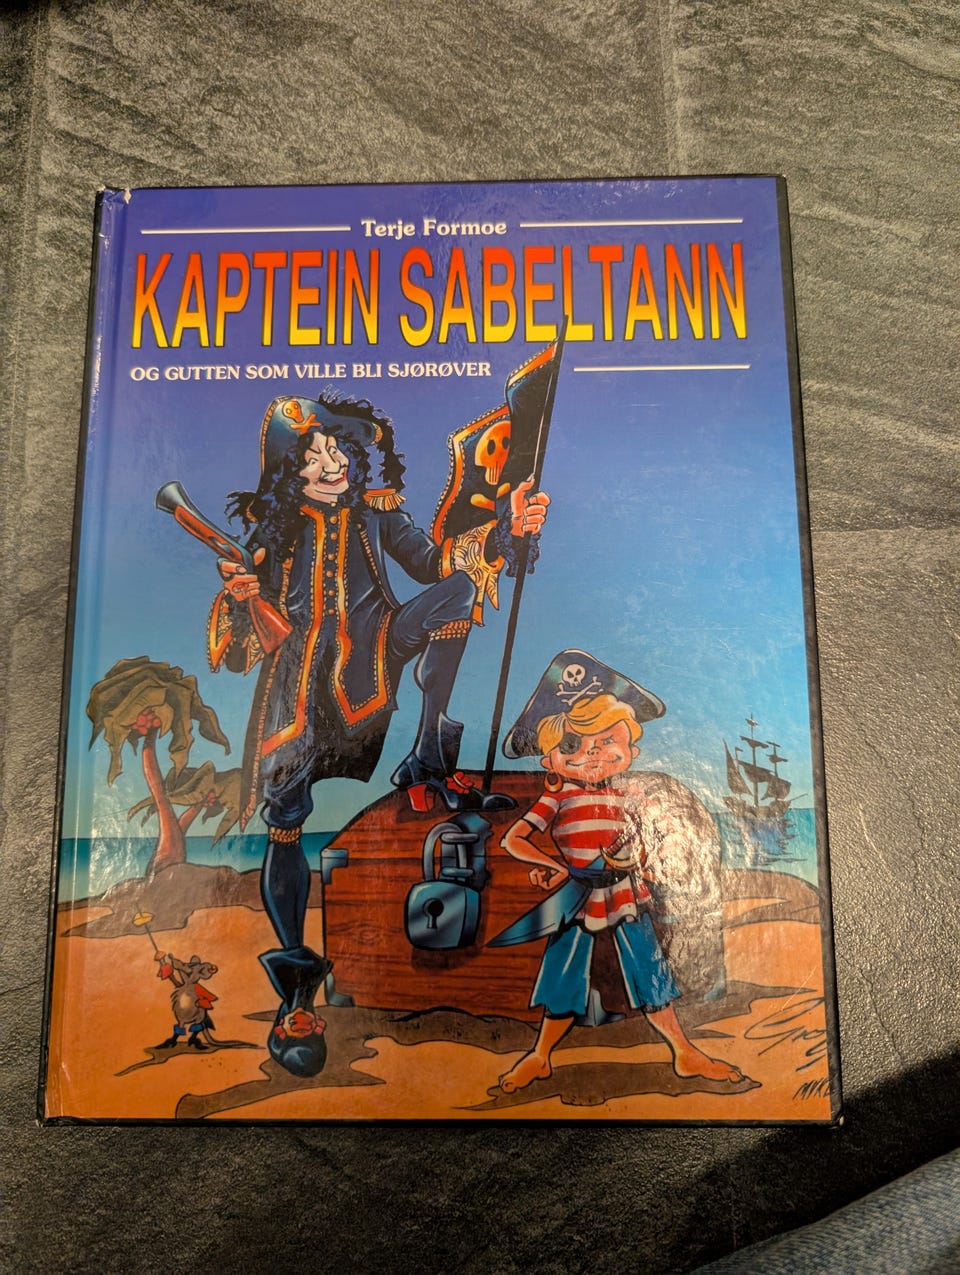 Terje Formoe
KAPTEIN SABELTANN
OG GUTTEN SOM VILLE BLI SJØRØVER